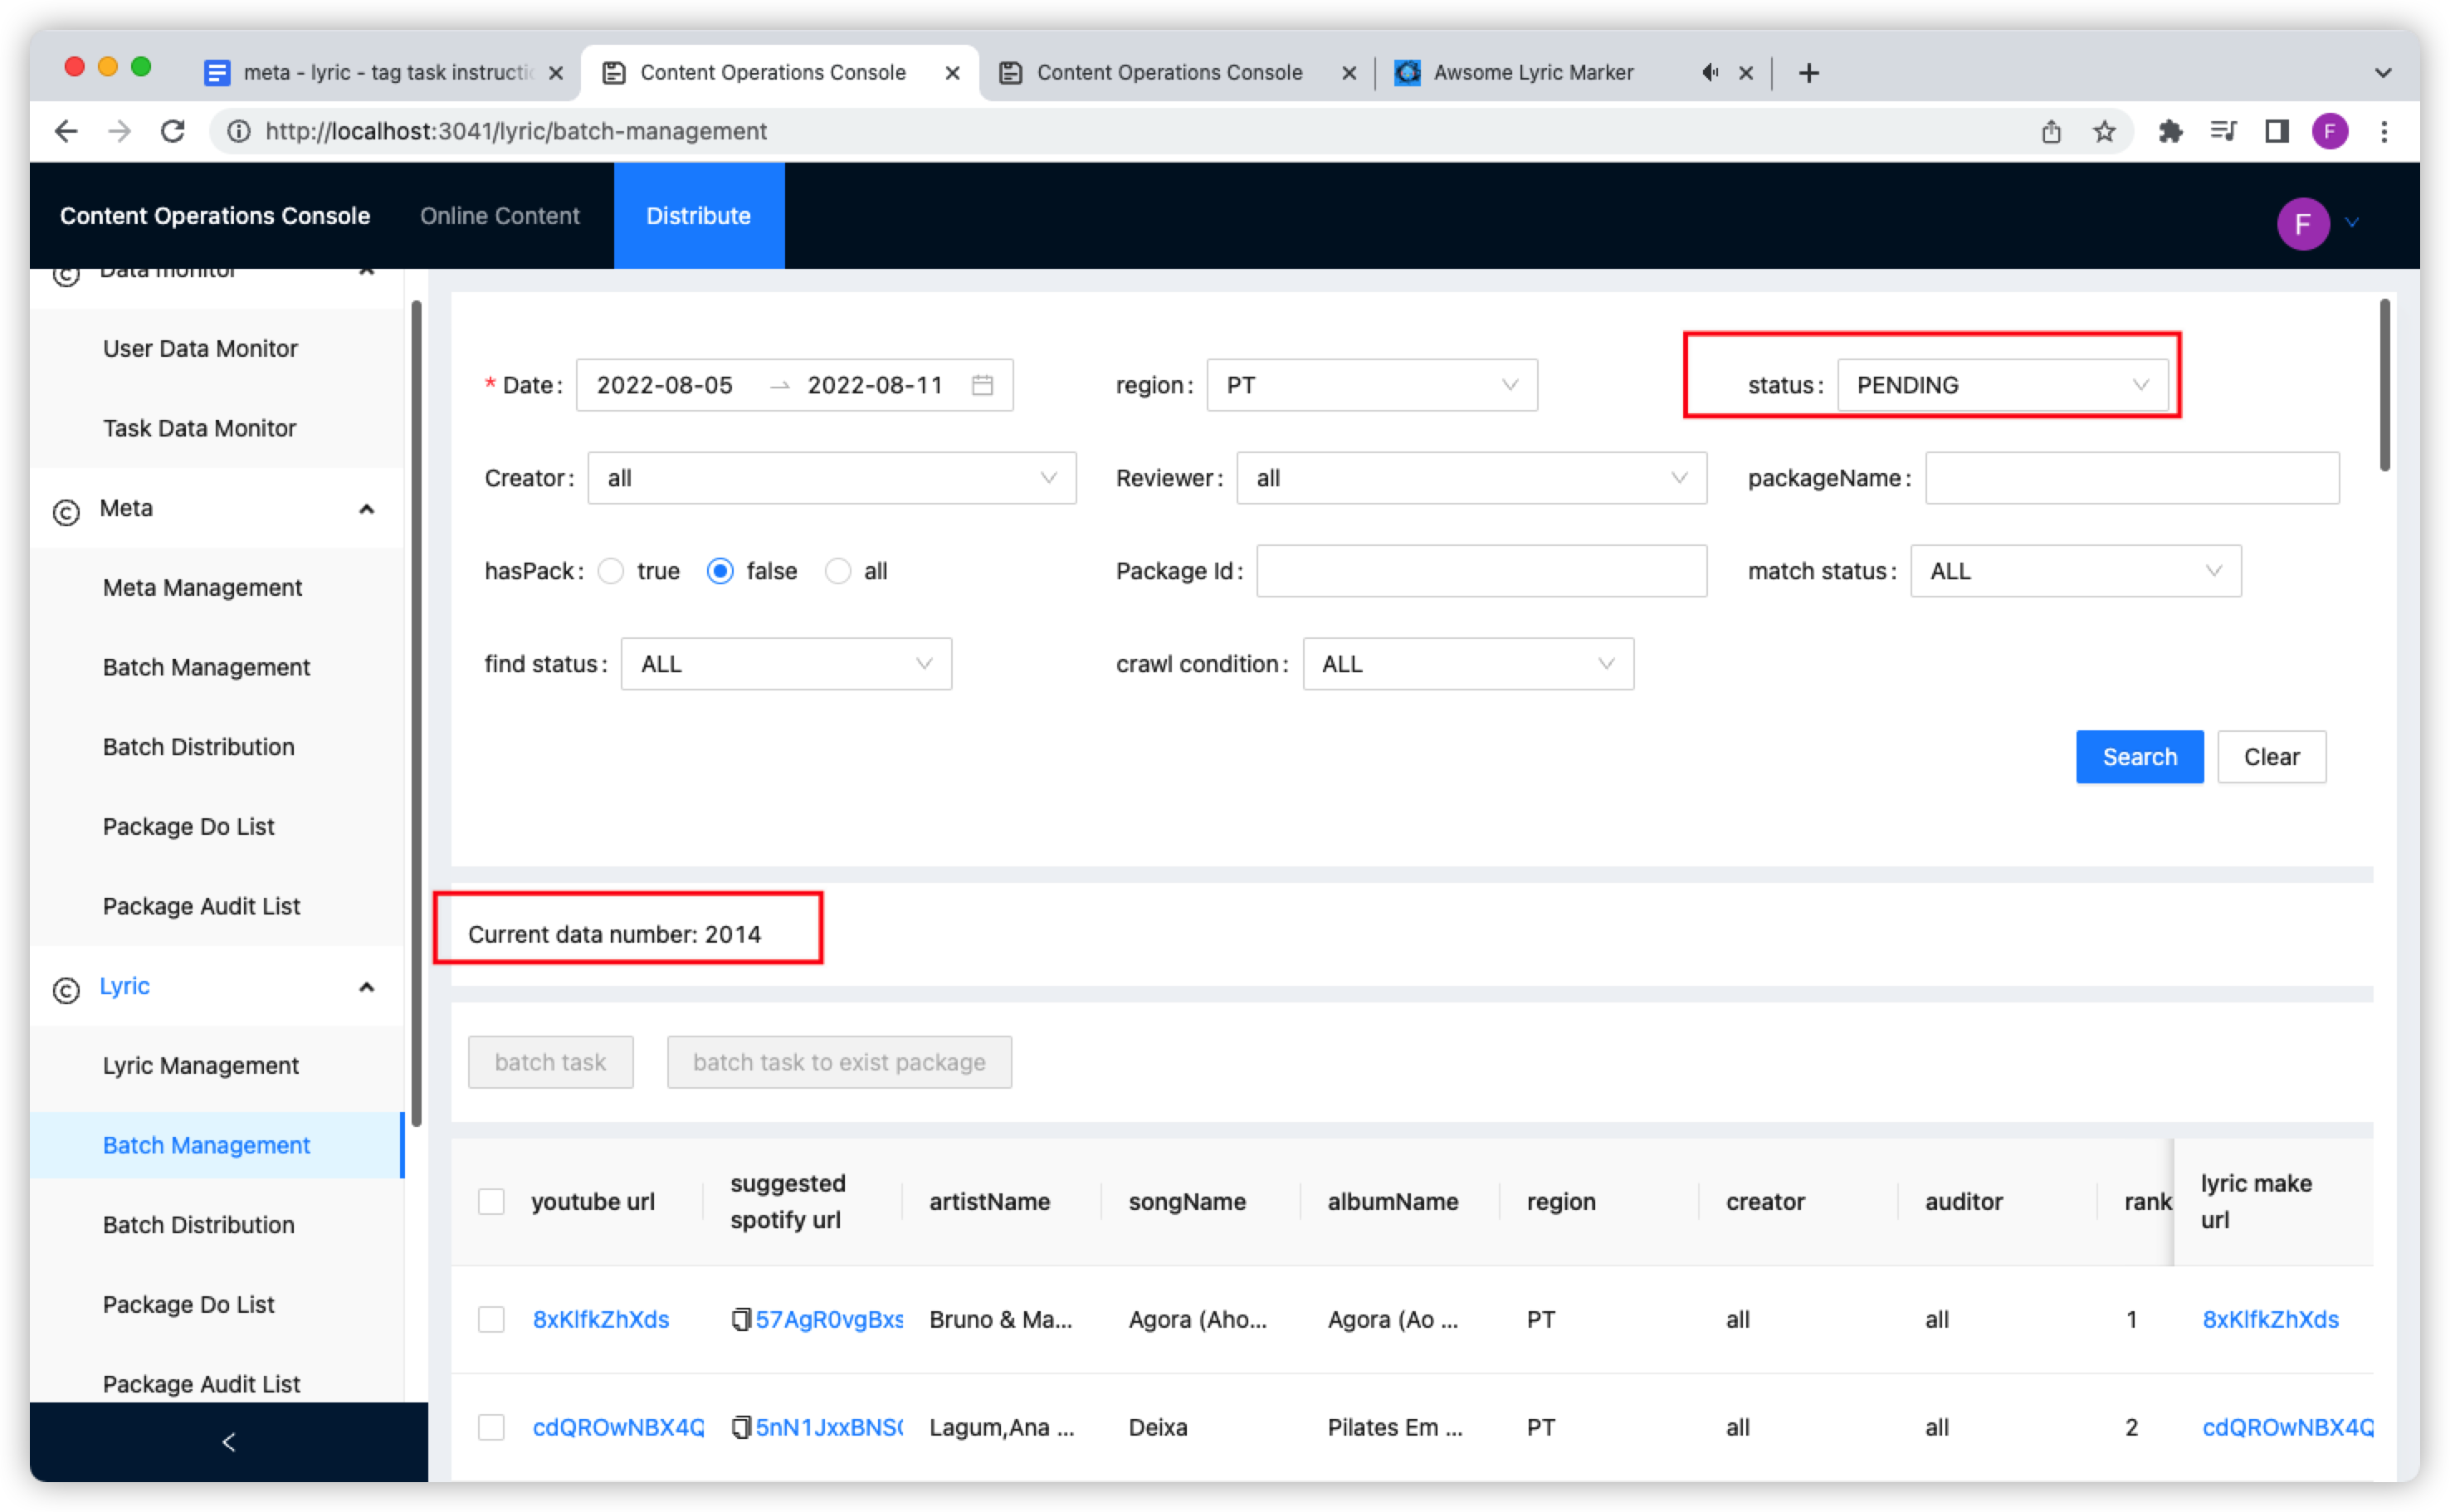 meta - lyric - tag task instructi
Content Operations Console
Content Operations Console
Awsome Lyric Marker
http://localhost:3041/lyric/batch-management
F
Content Operations Console
Online Content
Distribute
F
Data monitor
User Data Monitor
Task Data Monitor
Meta
Meta Management
Batch Management
Batch Distribution
Package Do List
Package Audit List
Lyric
Lyric Management
Batch Management
Batch Distribution
Package Do List
Package Audit List
* Date: 2022-08-05 → 2022-08-11
region: PT
status: PENDING
Creator: all
Reviewer: all
packageName:
hasPack: true false all
Package Id:
match status: ALL
find status: ALL
crawl condition: ALL
Search
Clear
Current data number: 2014
batch task
batch task to exist package
youtube url
suggested
spotify url
artistName
songName
albumName
region
creator
auditor
rank
lyric make
url
8xKlfkZhXds 57AgR0vgBxs Bruno & Ma... Agora (Aho... Agora (Ao ... PT all all 1 8xKlfkZhXds
cdQROwNBX4Q 5nN1JxxBNS Lagum,Ana ... Deixa Pilates Em ... PT all all 2 cdQROwNBX4Q